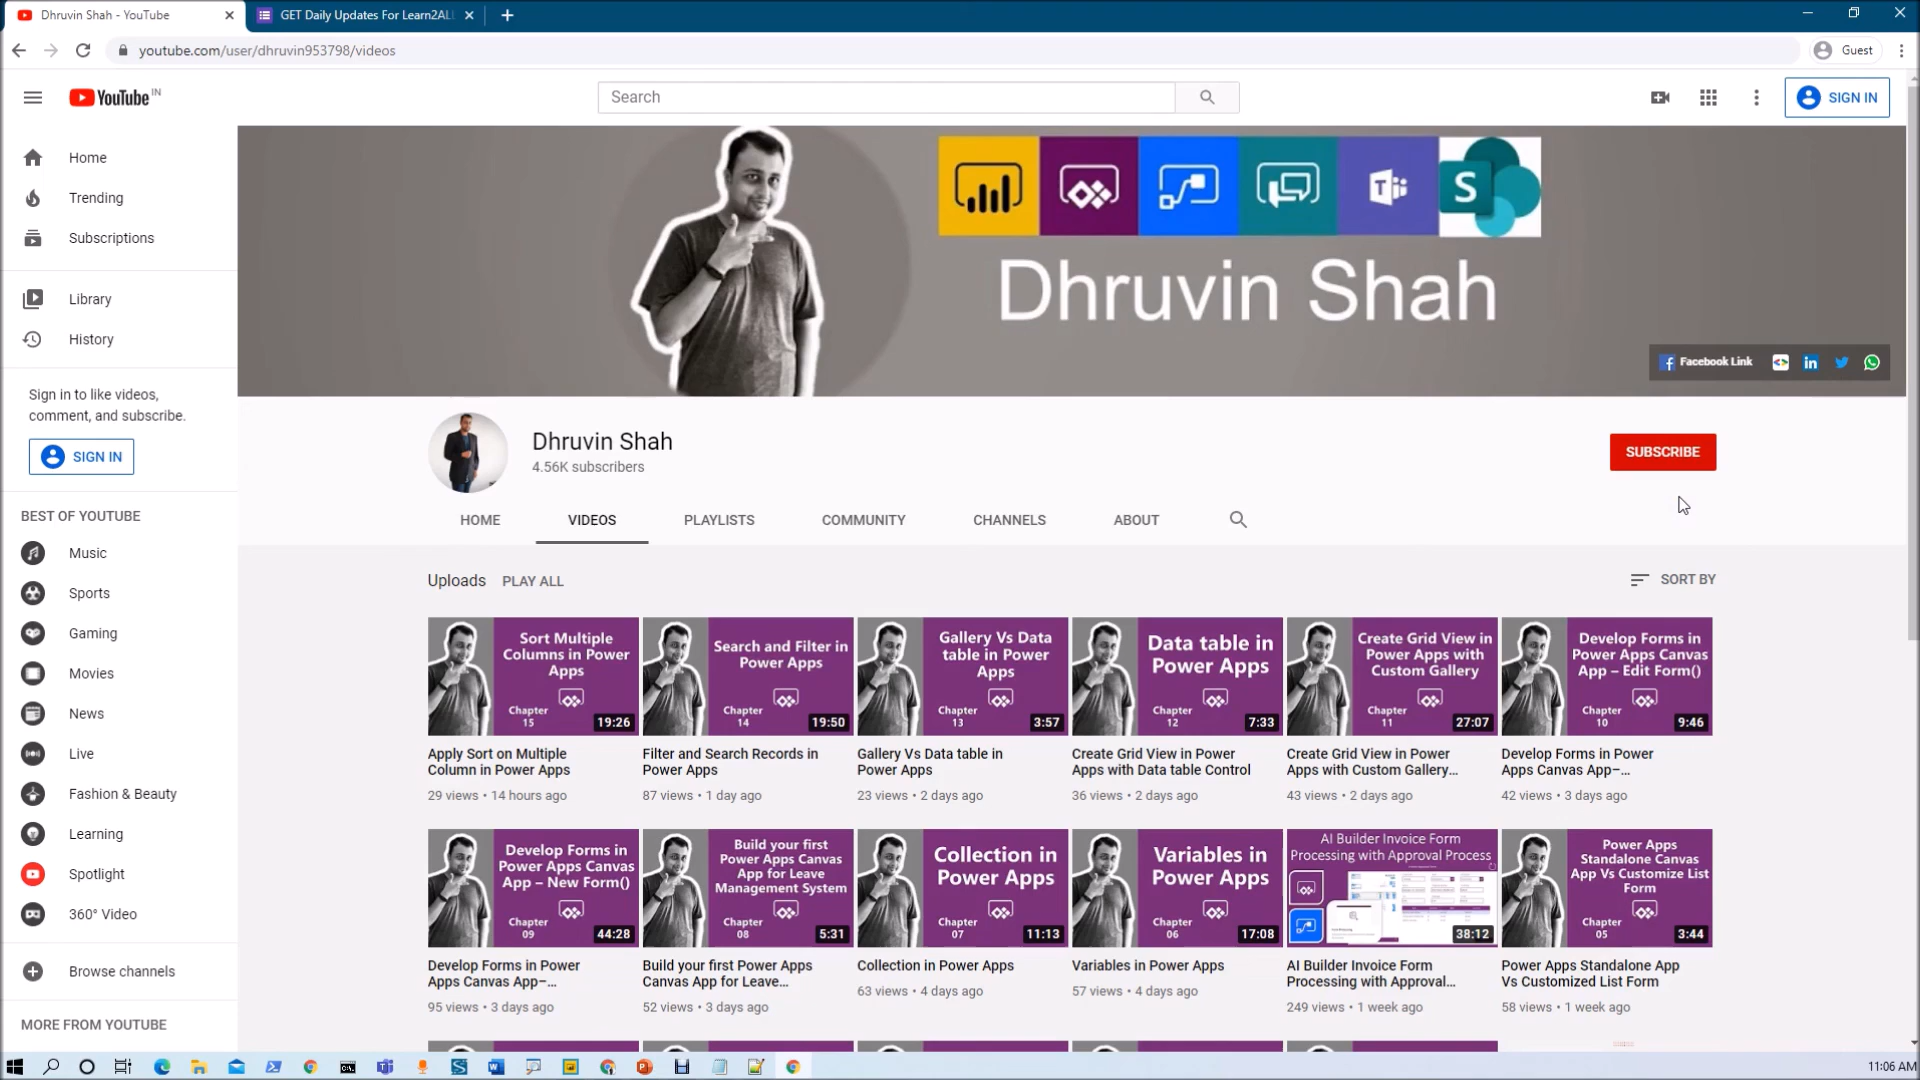 Dhruvin Shah - YouTube
GET Daily Updates For Learn2ALL
youtube.com/user/dhruvin953798/videos
Guest
YouTube IN
Search
SIGN IN
Home
Trending
Subscriptions
Library
History
Sign in to like videos,
comment, and subscribe.
SIGN IN
BEST OF YOUTUBE
Music
Sports
Gaming
Movies
News
Live
Fashion & Beauty
Learning
Spotlight
360° Video
Browse channels
MORE FROM YOUTUBE
Dhruvin Shah
Facebook Link
Dhruvin Shah
4.56K subscribers
SUBSCRIBE
HOME VIDEOS PLAYLISTS COMMUNITY CHANNELS ABOUT
Uploads PLAY ALL
SORT BY
Sort Multiple
Columns in Power
Apps
Chapter
15
19:26
Apply Sort on Multiple
Column in Power Apps
29 views • 14 hours ago
Search and Filter in
Power Apps
Chapter
14
19:50
Filter and Search Records in
Power Apps
87 views • 1 day ago
Gallery Vs Data
table in Power
Apps
Chapter
13
3:57
Gallery Vs Data table in
Power Apps
23 views • 2 days ago
Data table in
Power Apps
Chapter
12
7:33
Create Grid View in Power
Apps with Data table Control
36 views • 2 days ago
Create Grid View in
Power Apps with
Custom Gallery
Chapter
11
27:07
Create Grid View in Power
Apps with Custom Gallery...
43 views • 2 days ago
Develop Forms in
Power Apps Canvas
App – Edit Form()
Chapter
10
9:46
Develop Forms in Power
Apps Canvas App–...
42 views • 3 days ago
Develop Forms in
Power Apps Canvas
App – New Form()
Chapter
09
44:28
Develop Forms in Power
Apps Canvas App–...
95 views • 3 days ago
Build your first
Power Apps Canvas
App for Leave
Management System
Chapter
08
5:31
Build your first Power Apps
Canvas App for Leave...
52 views • 3 days ago
Collection in
Power Apps
Chapter
07
11:13
Collection in Power Apps
63 views • 4 days ago
Variables in
Power Apps
Chapter
06
17:08
Variables in Power Apps
57 views • 4 days ago
AI Builder Invoice Form
Processing with Approval Process
38:12
AI Builder Invoice Form
Processing with Approval...
249 views • 1 week ago
Power Apps
Standalone Canvas
App Vs Customize List
Form
Chapter
05
3:44
Power Apps Standalone App
Vs Customized List Form
58 views • 1 week ago
11:06 AM